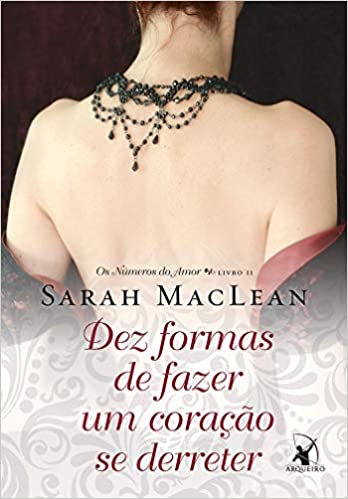 Os Números do Amor LIVRO II
SARAH MACLEAN
Dez formas
de fazer
um coração
se derreter
ARQUEIRO